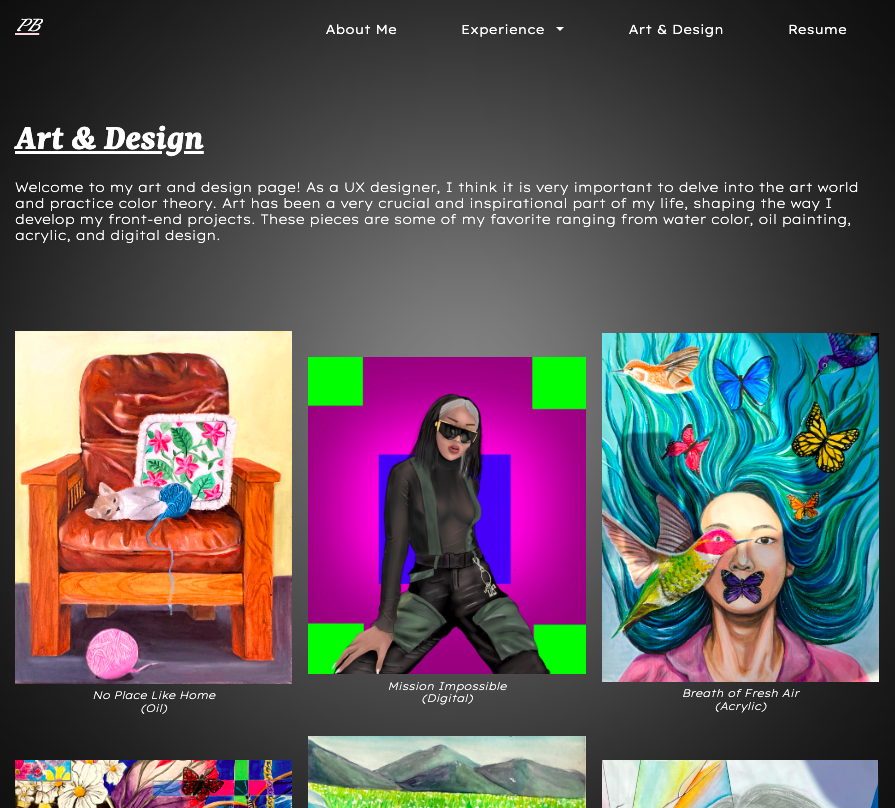 PB
About Me
Experience
Art & Design
Resume
Art & Design
Welcome to my art and design page! As a UX designer, I think it is very important to delve into the art world
and practice color theory. Art has been a very crucial and inspirational part of my life, shaping the way I
develop my front-end projects. These pieces are some of my favorite ranging from water color, oil painting,
acrylic, and digital design.
No Place Like Home
(Oil)
Mission Impossible
(Digital)
Breath of Fresh Air
(Acrylic)